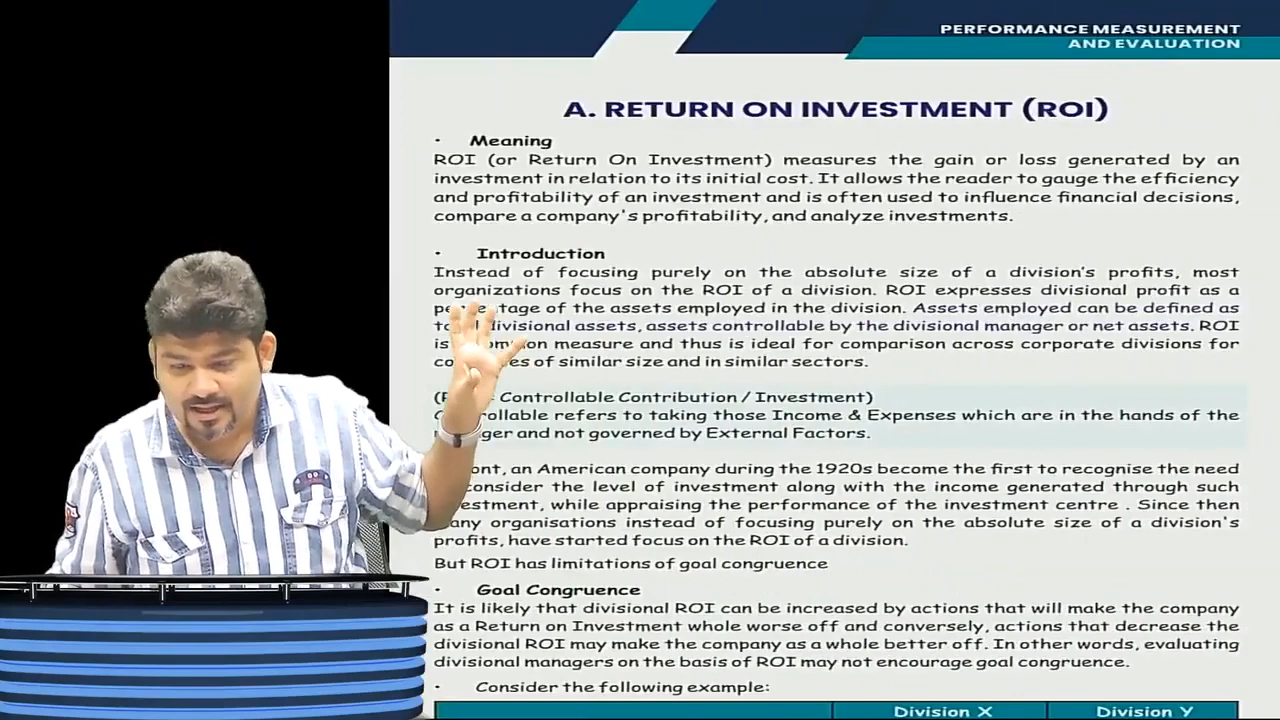 PERFORMANCE MEASUREMENT
AND EVALUATION
A. RETURN ON INVESTMENT (ROI)
· Meaning
ROI (or Return On Investment) measures the gain or loss generated by an
investment in relation to its initial cost. It allows the reader to gauge the efficiency
and profitability of an investment and is often used to influence financial decisions,
compare a company's profitability, and analyze investments.
· Introduction
Instead of focusing purely on the absolute size of a division's profits, most
organizations focus on the ROI of a division. ROI expresses divisional profit as a
of the assets employed in the division. Assets employed can be defined as
divisional assets, assets controllable by the divisional manager or net assets. ROI
is measure and thus is ideal for comparison across corporate divisions for
of similar size and in similar sectors.
Controllable Contribution / Investment)
refers to taking those Income & Expenses which are in the hands of the
and not governed by External Factors.
an American company during the 1920s become the first to recognise the need
consider the level of investment along with the income generated through such
while appraising the performance of the investment centre . Since then
organisations instead of focusing purely on the absolute size of a division's
profits, have started focus on the ROI of a division.
But ROI has limitations of goal congruence
· Goal Congruence
It is likely that divisional ROI can be increased by actions that will make the company
as a Return on Investment whole worse off and conversely, actions that decrease the
divisional ROI may make the company as a whole better off. In other words, evaluating
divisional managers on the basis of ROI may not encourage goal congruence.
· Consider the following example:
Division X Division Y